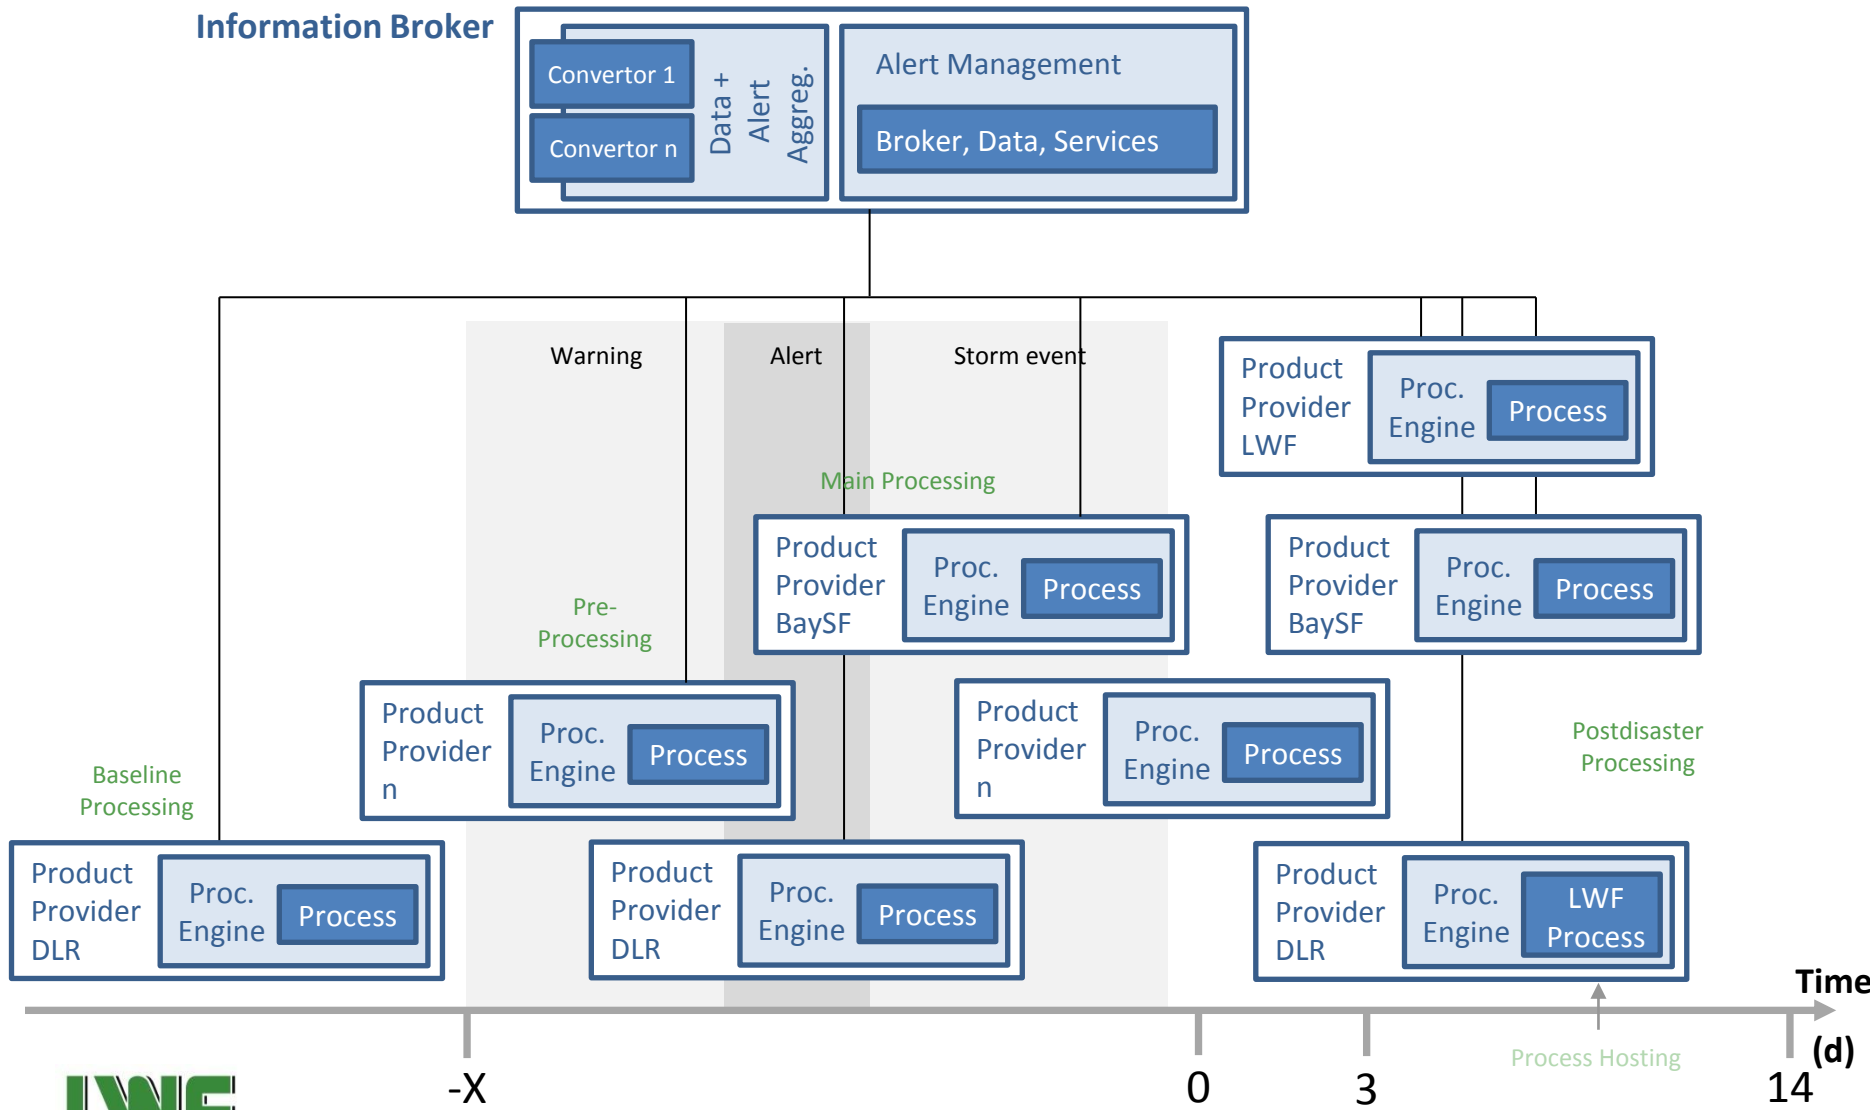 Information Broker
Convertor 1
Convertor n
Data +
Alert
Aggreg.
Alert Management
Broker, Data, Services
Warning
Alert
Storm event
Product
Provider
LWF
Proc.
Engine
Process
Main Processing
Product
Provider
BaySF
Proc.
Engine
Process
Product
Provider
BaySF
Proc.
Engine
Process
Pre-
Processing
Product
Provider
n
Proc.
Engine
Process
Product
Provider
n
Proc.
Engine
Process
Postdisaster
Processing
Baseline
Processing
Product
Provider
DLR
Proc.
Engine
Process
Product
Provider
DLR
Proc.
Engine
Process
Product
Provider
DLR
Proc.
Engine
LWF
Process
Time
(d)
Process Hosting
-X
0
3
14
LWF